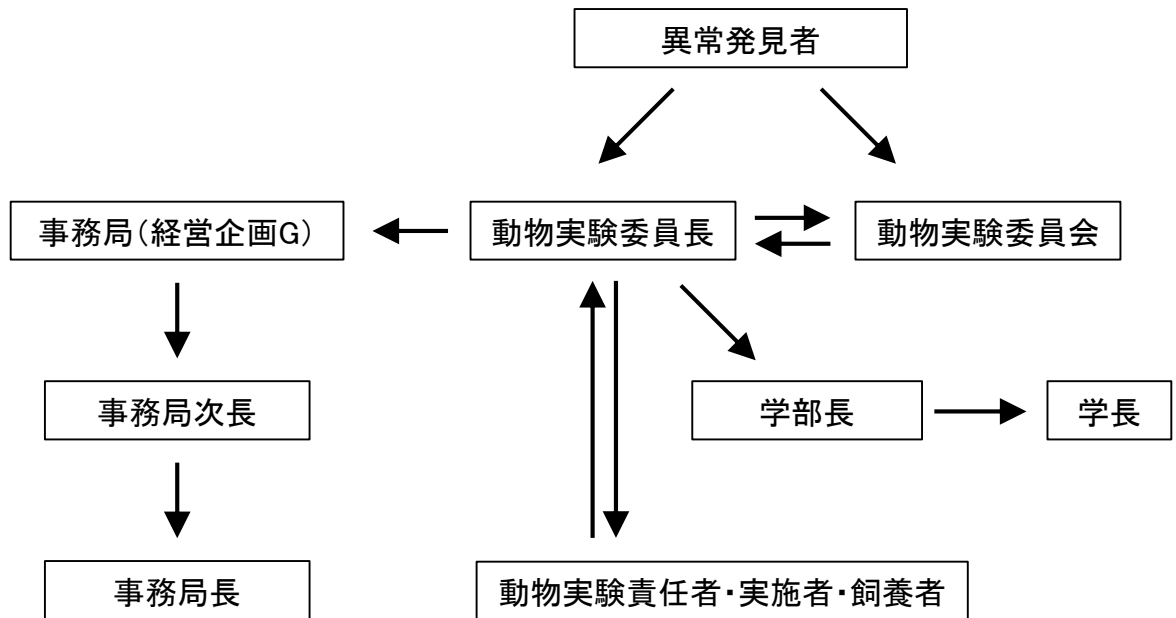 異常発見者
事務局(経営企画G)
動物実験委員長
動物実験委員会
事務局次長
学部長
学長
事務局長
動物実験責任者・実施者・飼養者